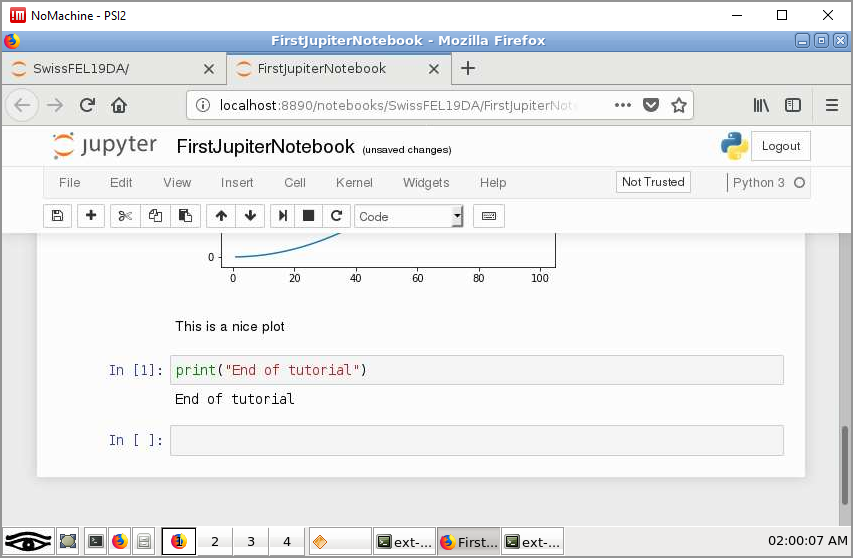 NoMachine - PSI2
FirstJupiterNotebook - Mozilla Firefox
SwissFEL19DA/
FirstJupiterNotebook
localhost:8890/notebooks/SwissFEL19DA/FirstJupiterNote
jupyter FirstJupiterNotebook (unsaved changes)
Logout
File Edit View Insert Cell Kernel Widgets Help
Not Trusted
Python 3
Code
0
0 20 40 60 80 100
This is a nice plot
In [1]: print("End of tutorial")
End of tutorial
In [ ]:
1 2 3 4
ext-... First... ext-...
02:00:07 AM